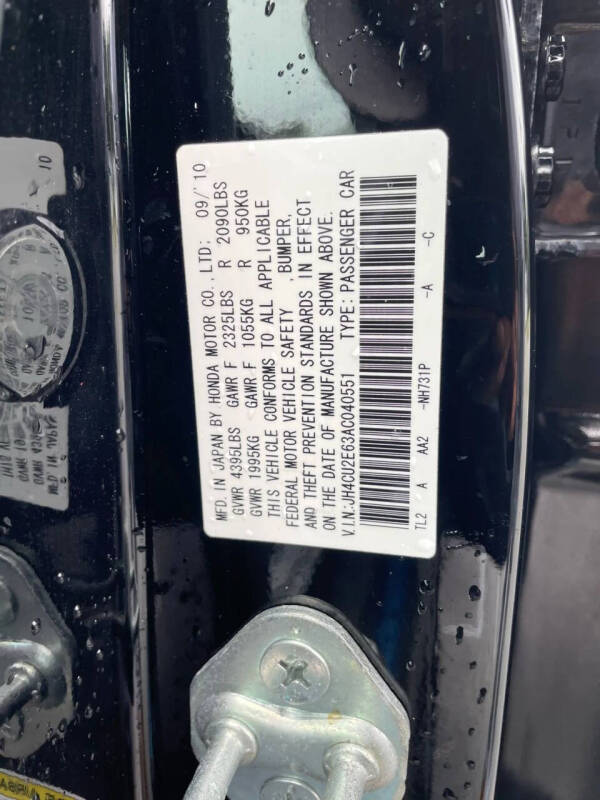 MFD. IN JAPAN BY HONDA MOTOR CO., LTD; 09/'10
GVWR 4395LBS GAWR F 2325LBS R 2090LBS
GVWR 1995KG GAWR F 1055KG R 950KG
THIS VEHICLE CONFORMS TO ALL APPLICABLE
FEDERAL MOTOR VEHICLE SAFETY , BUMPER,
AND THEFT PREVENTION STANDARDS IN EFFECT
ON THE DATE OF MANUFACTURE SHOWN ABOVE.
V.I.N:JH4CU2E63AC040551 TYPE: PASSENGER CAR
TL2 A AA2 -NH731P -A -C